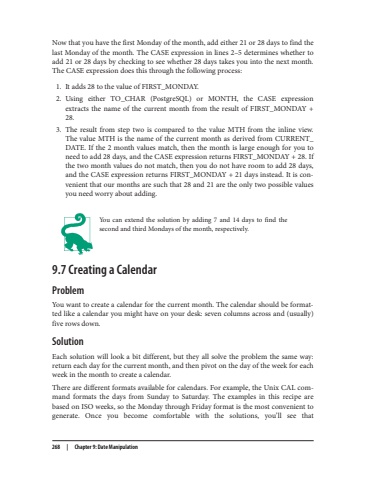 Now that you have the first Monday of the month, add either 21 or 28 days to find the
last Monday of the month. The CASE expression in lines 2–5 determines whether to
add 21 or 28 days by checking to see whether 28 days takes you into the next month.
The CASE expression does this through the following process:
1. It adds 28 to the value of FIRST_MONDAY.
2. Using either TO_CHAR (PostgreSQL) or MONTH, the CASE expression
extracts the name of the current month from the result of FIRST_MONDAY +
28.
3. The result from step two is compared to the value MTH from the inline view.
The value MTH is the name of the current month as derived from CURRENT_
DATE. If the 2 month values match, then the month is large enough for you to
need to add 28 days, and the CASE expression returns FIRST_MONDAY + 28. If
the two month values do not match, then you do not have room to add 28 days,
and the CASE expression returns FIRST_MONDAY + 21 days instead. It is con-
venient that our months are such that 28 and 21 are the only two possible values
you need worry about adding.
You can extend the solution by adding 7 and 14 days to find the
second and third Mondays of the month, respectively.
9.7 Creating a Calendar
Problem
You want to create a calendar for the current month. The calendar should be format-
ted like a calendar you might have on your desk: seven columns across and (usually)
five rows down.
Solution
Each solution will look a bit different, but they all solve the problem the same way:
return each day for the current month, and then pivot on the day of the week for each
week in the month to create a calendar.
There are different formats available for calendars. For example, the Unix CAL com-
mand formats the days from Sunday to Saturday. The examples in this recipe are
based on ISO weeks, so the Monday through Friday format is the most convenient to
generate. Once you become comfortable with the solutions, you'll see that
268 | Chapter 9: Date Manipulation